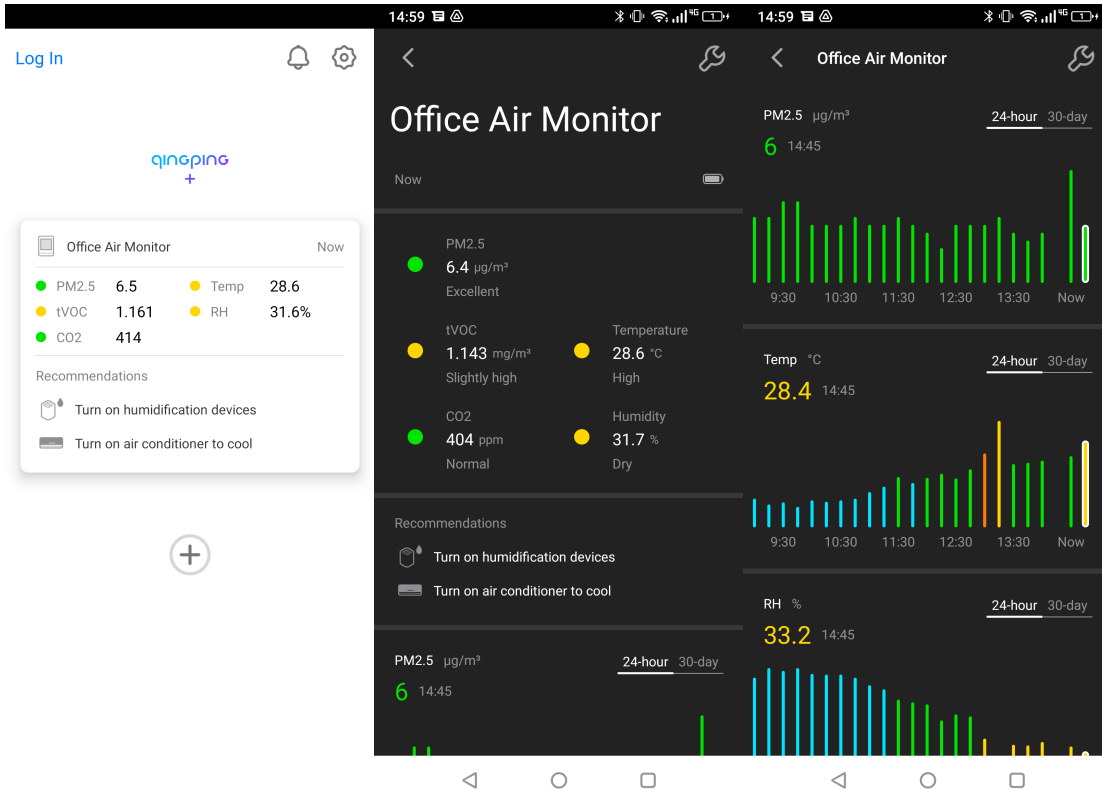 Log In
qingping
+
Office Air Monitor Now
PM2.5 6.5 Temp 28.6
tVOC 1.161 RH 31.6%
CO2 414
Recommendations
Turn on humidification devices
Turn on air conditioner to cool
14:59 4G 1
Office Air Monitor
Now
PM2.5
6.4 µg/m³
Excellent
tVOC Temperature
1.143 mg/m³ 28.6 °C
Slightly high High
CO2 Humidity
404 ppm 31.7 %
Normal Dry
Recommendations
Turn on humidification devices
Turn on air conditioner to cool
PM2.5 µg/m³ 24-hour 30-day
6 14:45
14:59 4G 1
Office Air Monitor
PM2.5 µg/m³ 24-hour 30-day
6 14:45
9:30 10:30 11:30 12:30 13:30 Now
Temp °C 24-hour 30-day
28.4 14:45
9:30 10:30 11:30 12:30 13:30 Now
RH % 24-hour 30-day
33.2 14:45